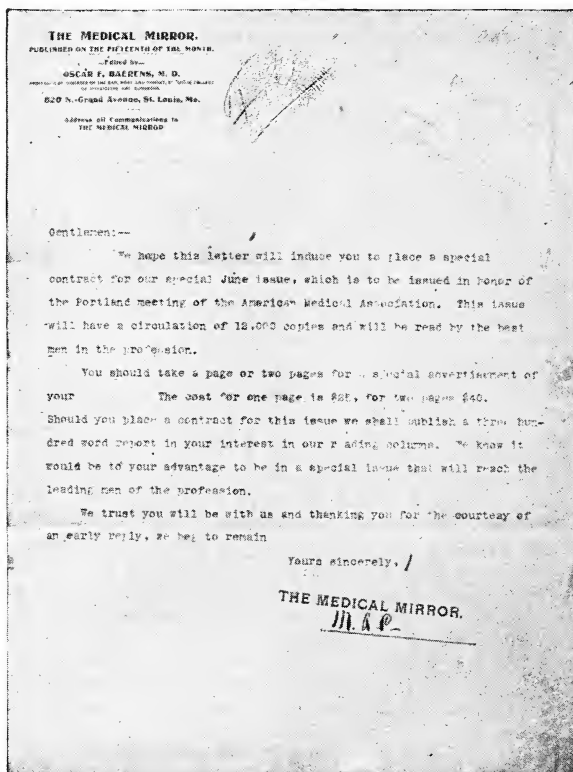 THE MEDICAL MIRROR.
PUBLISHED ON THE FIFTEENTH OF THE MONTH.
—Edited by—
OSCAR F. BAERENS, M. D.
820 N. Grand Avenue, St. Louis, Mo.
Address all Communications to
THE MEDICAL MIRROR
Gentlemen:--
We hope this letter will induce you to place a special
contract for our special June issue, which is to be issued in honor of
the Portland meeting of the American Medical Association. This issue
will have a circulation of 12,000 copies and will be read by the best
men in the profession.
You should take a page or two pages for a special advertisement of
your The cost for one page is $25, for two pages $40.
Should you place a contract for this issue we shall publish a three hun-
dred word report in your interest in our r ading columns. We know it
would be to your advantage to be in a special issue that will reach the
leading men of the profession.
We trust you will be with us and thanking you for the courtesy of
an early reply, we beg to remain
Yours sincerely,
THE MEDICAL MIRROR.